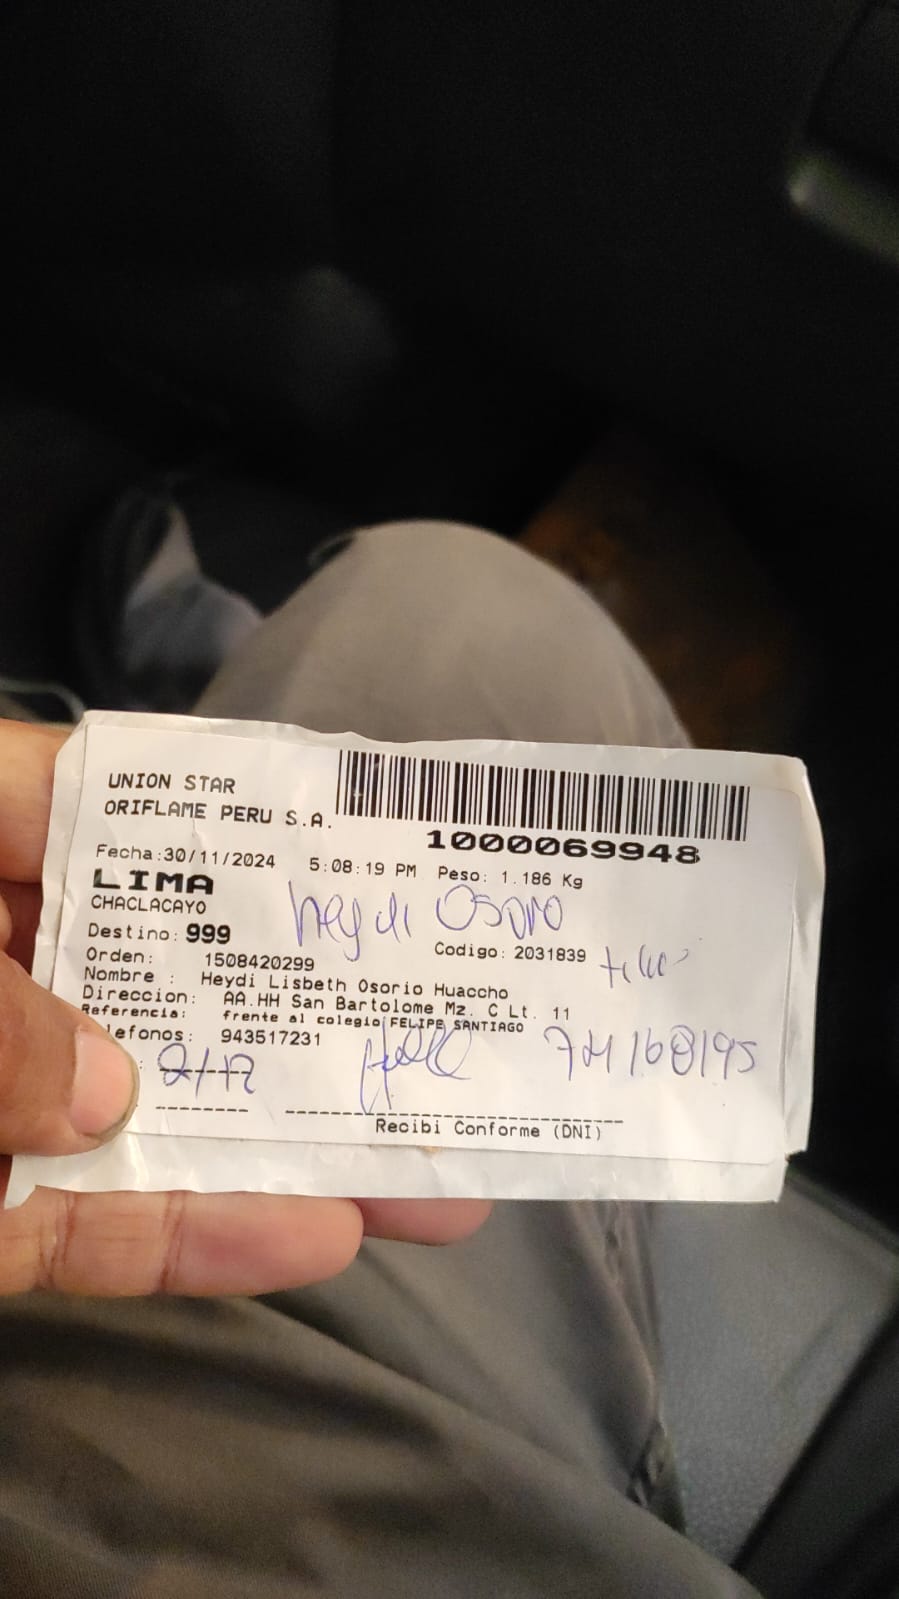 UNION STAR
ORIFLAME PERU S.A.
1000069948
Fecha:30/11/2024 5:08:19 PM Peso: 1.186 Kg
LIMA
CHACLACAYO
Heydi Osorio
Destino: 999
Codigo: 2031839
Orden: 1508420299
Nombre : Heydi Lisbeth Osorio Huaccho
Direccion: AA.HH San Bartolome Mz. C Lt. 11
Referencia: frente al colegio FELIPE SANTIAGO
efonos: 943517231
2/12
Recibi Conforme (DNI)